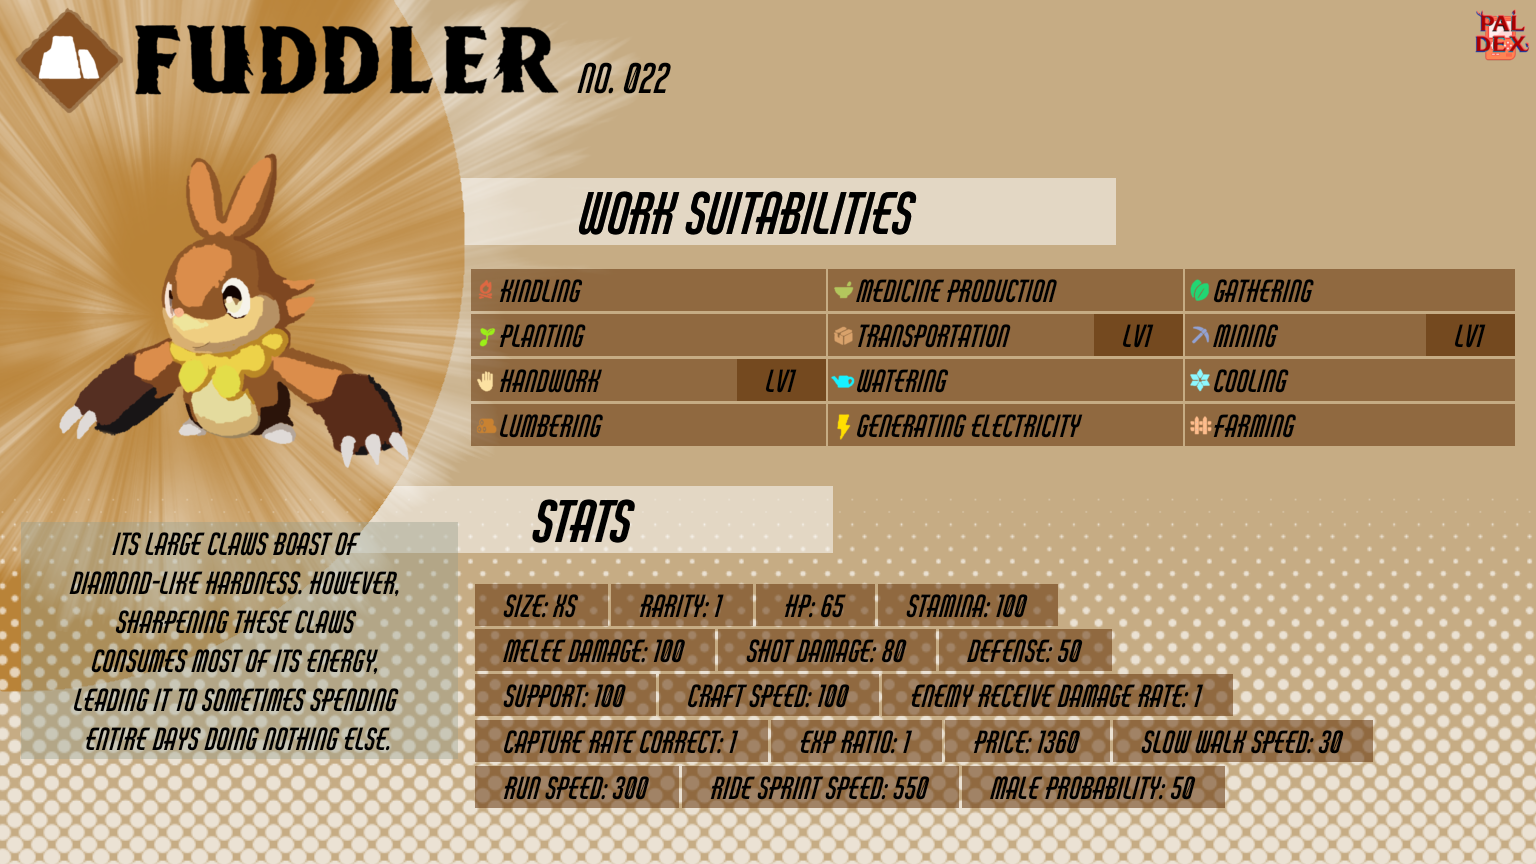 FUDDLER NO. 022
PAL
DEX
WORK SUITABILITIES
KINDLING MEDICINE PRODUCTION GATHERING
PLANTING TRANSPORTATION LV1 MINING LV1
HANDWORK LV1 WATERING COOLING
LUMBERING GENERATING ELECTRICITY FARMING
STATS
ITS LARGE CLAWS BOAST OF
DIAMOND-LIKE HARDNESS. HOWEVER,
SHARPENING THESE CLAWS
CONSUMES MOST OF ITS ENERGY,
LEADING IT TO SOMETIMES SPENDING
ENTIRE DAYS DOING NOTHING ELSE.
SIZE: XS RARITY: 1 HP: 65 STAMINA: 100
MELEE DAMAGE: 100 SHOT DAMAGE: 80 DEFENSE: 50
SUPPORT: 100 CRAFT SPEED: 100 ENEMY RECEIVE DAMAGE RATE: 1
CAPTURE RATE CORRECT: 1 EXP RATIO: 1 PRICE: 1360 SLOW WALK SPEED: 30
RUN SPEED: 300 RIDE SPRINT SPEED: 550 MALE PROBABILITY: 50